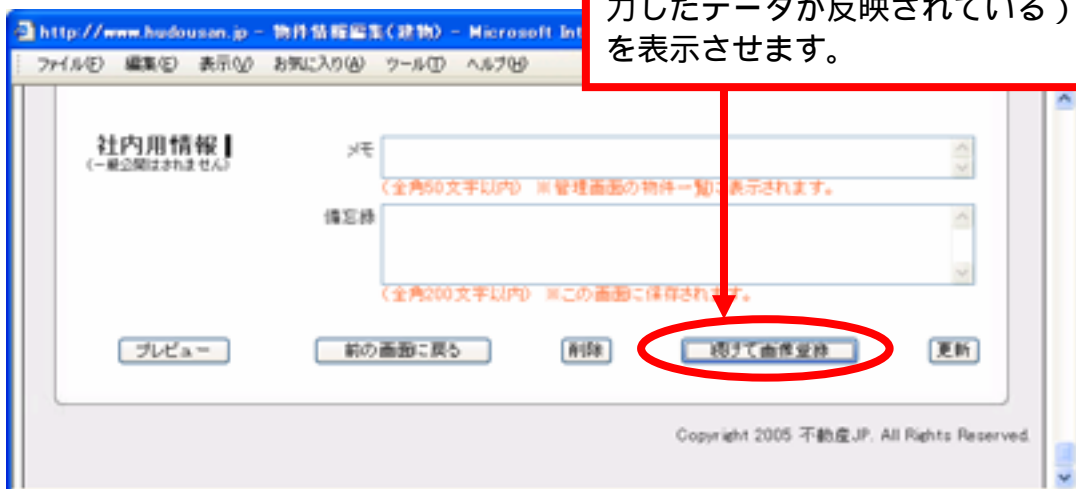 力したデータが反映されている）
を表示させます。
http://www.hudousan.jp - 物件情報編集(建物) - Microsoft Int
ファイル(F) 編集(E) 表示(V) お気に入り(A) ツール(T) ヘルプ(H)
社内用情報
(一般公開はされません)
メモ
(全角50文字以内) ※管理画面の物件一覧に表示されます。
備忘録
(全角200文字以内) ※この画面に保存されます。
プレビュー 前の画面に戻る 削除 続けて画像登録 更新
Copyright 2005 不動産JP. All Rights Reserved.